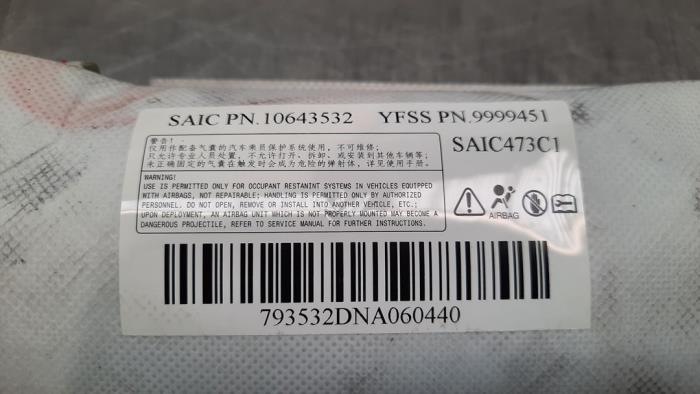 SAIC PN.10643532 YFSS PN.9999451
SAIC473C1
警告!
仅用作配备气囊的汽车乘员保护系统使用，不可维修;
只允许专业人员处置，不允许打开、拆卸、或安装到其他车辆等;
未正确固定的气囊在触发时会成为危险的弹射体，详见使用手册。
WARNING!
USE IS PERMITTED ONLY FOR OCCUPANT RESTAINT SYSTEMS IN VEHICLES EQUIPPED
WITH AIRBAGS, NOT REPAIRABLE; HANDLING IS PERMITTED ONLY BY AUTHORIZED
PERSONNEL. DO NOT OPEN, REMOVE OR INSTALL INTO ANOTHER VEHICLE, ETC.;
UPON DEPLOYMENT, AN AIRBAG UNIT WHICH IS NOT PROPERLY MOUNTED MAY BECOME A
DANGEROUS PROJECTILE, REFER TO SERVICE MANUAL FOR FURTHER INSTRUCTIONS.
AIRBAG
793532DNA060440